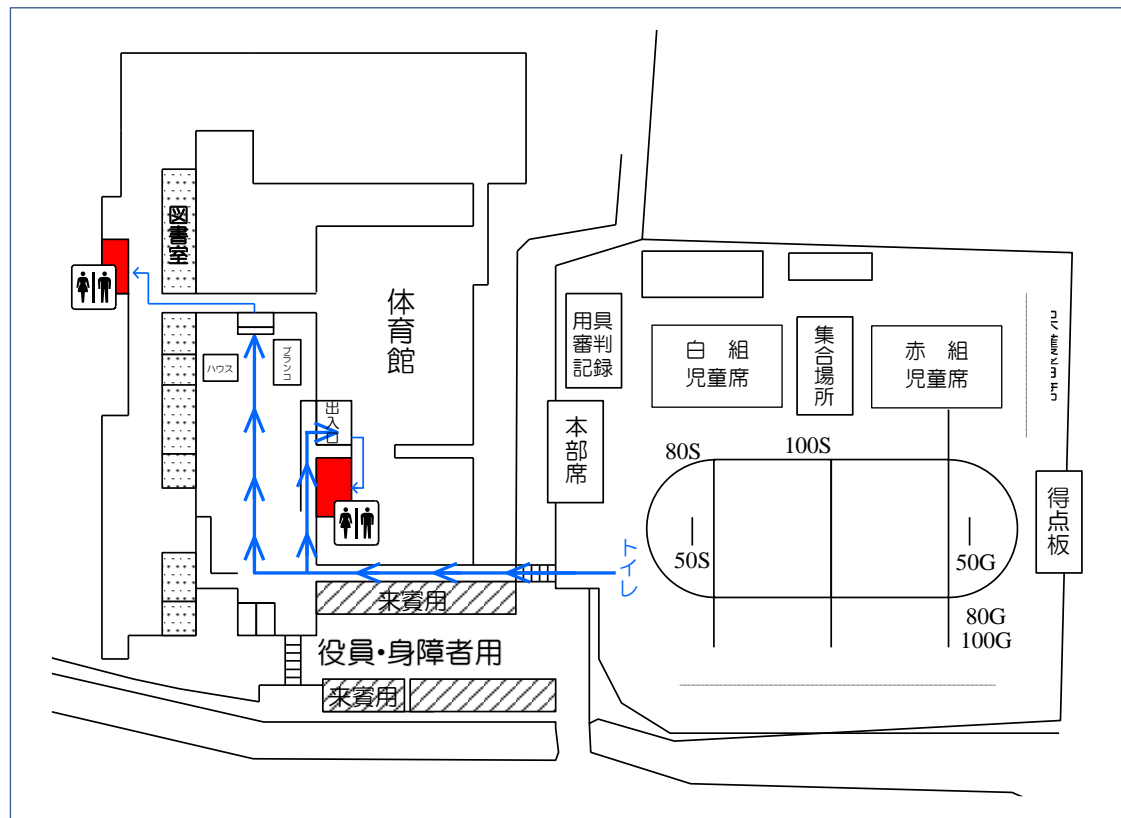 図書室
体育館
ハウス
ブランコ
出入口
用具
審判
記録
本部席
白 組
児童席
集合場所
赤 組
児童席
80S
100S
50S
50G
80G
100G
得点板
トイレ
来賓用
役員・身障者用
来賓用